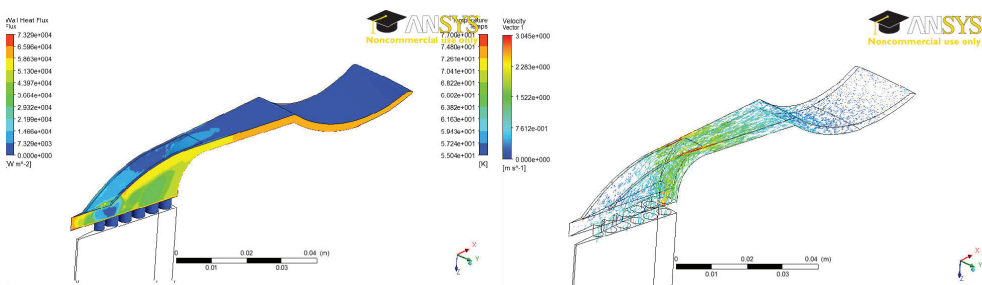 Wall Heat Flux
Flux
7.329e+004
6.596e+004
5.863e+004
5.130e+004
4.397e+004
3.664e+004
2.932e+004
2.199e+004
1.466e+004
7.329e+003
0.000e+000
[W m^-2]
ANSYS
Noncommercial use only
Temperature
7.700e+001
7.480e+001
7.261e+001
7.041e+001
6.822e+001
6.602e+001
6.382e+001
6.163e+001
5.943e+001
5.724e+001
5.504e+001
[K]
0 0.02 0.04 (m)
0.01 0.03
X
Y
Z
Velocity
Vector 1
3.045e+000
2.283e+000
1.522e+000
7.612e-001
0.000e+000
[m s^-1]
ANSYS
Noncommercial use only
0 0.02 0.04 (m)
0.01 0.03
X
Y
Z